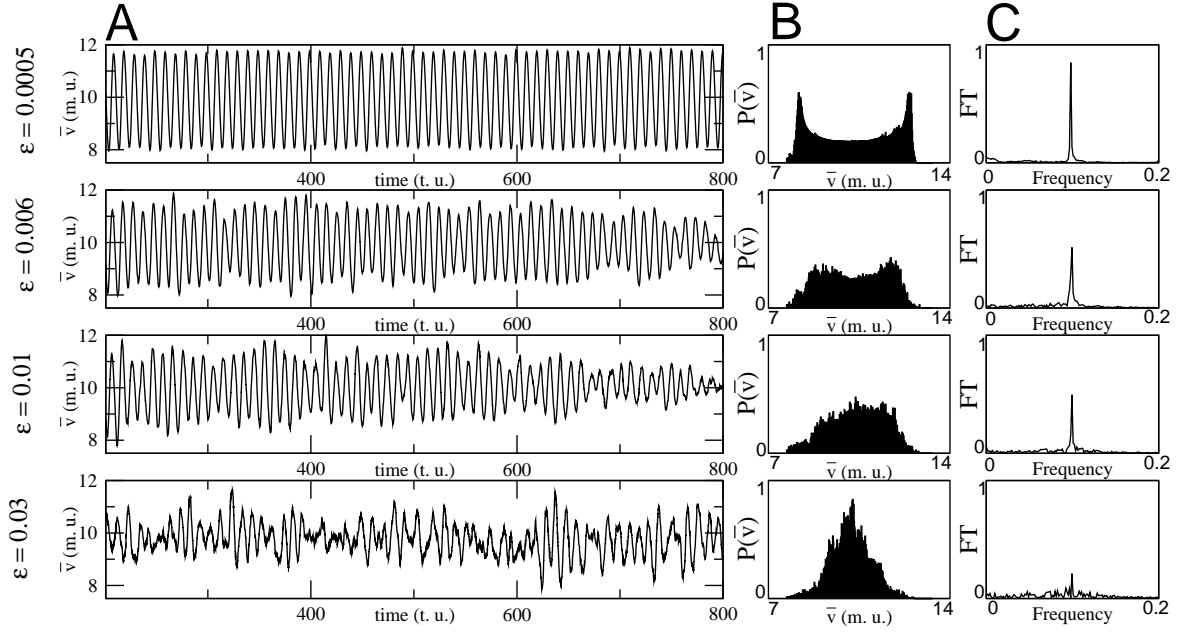 A B C
ε = 0.0005
v̄ (m. u.)
12
10
8
400 600 800
time (t. u.)
P(v̄)
1
0
7 14
v̄ (m. u.)
FT
1
0
0 0.2
Frequency
ε = 0.006
v̄ (m. u.)
12
10
8
400 600 800
time (t. u.)
P(v̄)
1
0
7 14
v̄ (m. u.)
FT
1
0
0 0.2
Frequency
ε = 0.01
v̄ (m. u.)
12
10
8
400 600 800
time (t. u.)
P(v̄)
1
0
7 14
v̄ (m. u.)
FT
1
0
0 0.2
Frequency
ε = 0.03
v̄ (m. u.)
12
10
8
400 600 800
time (t. u.)
P(v̄)
1
0
7 14
v̄ (m. u.)
FT
1
0
0 0.2
Frequency